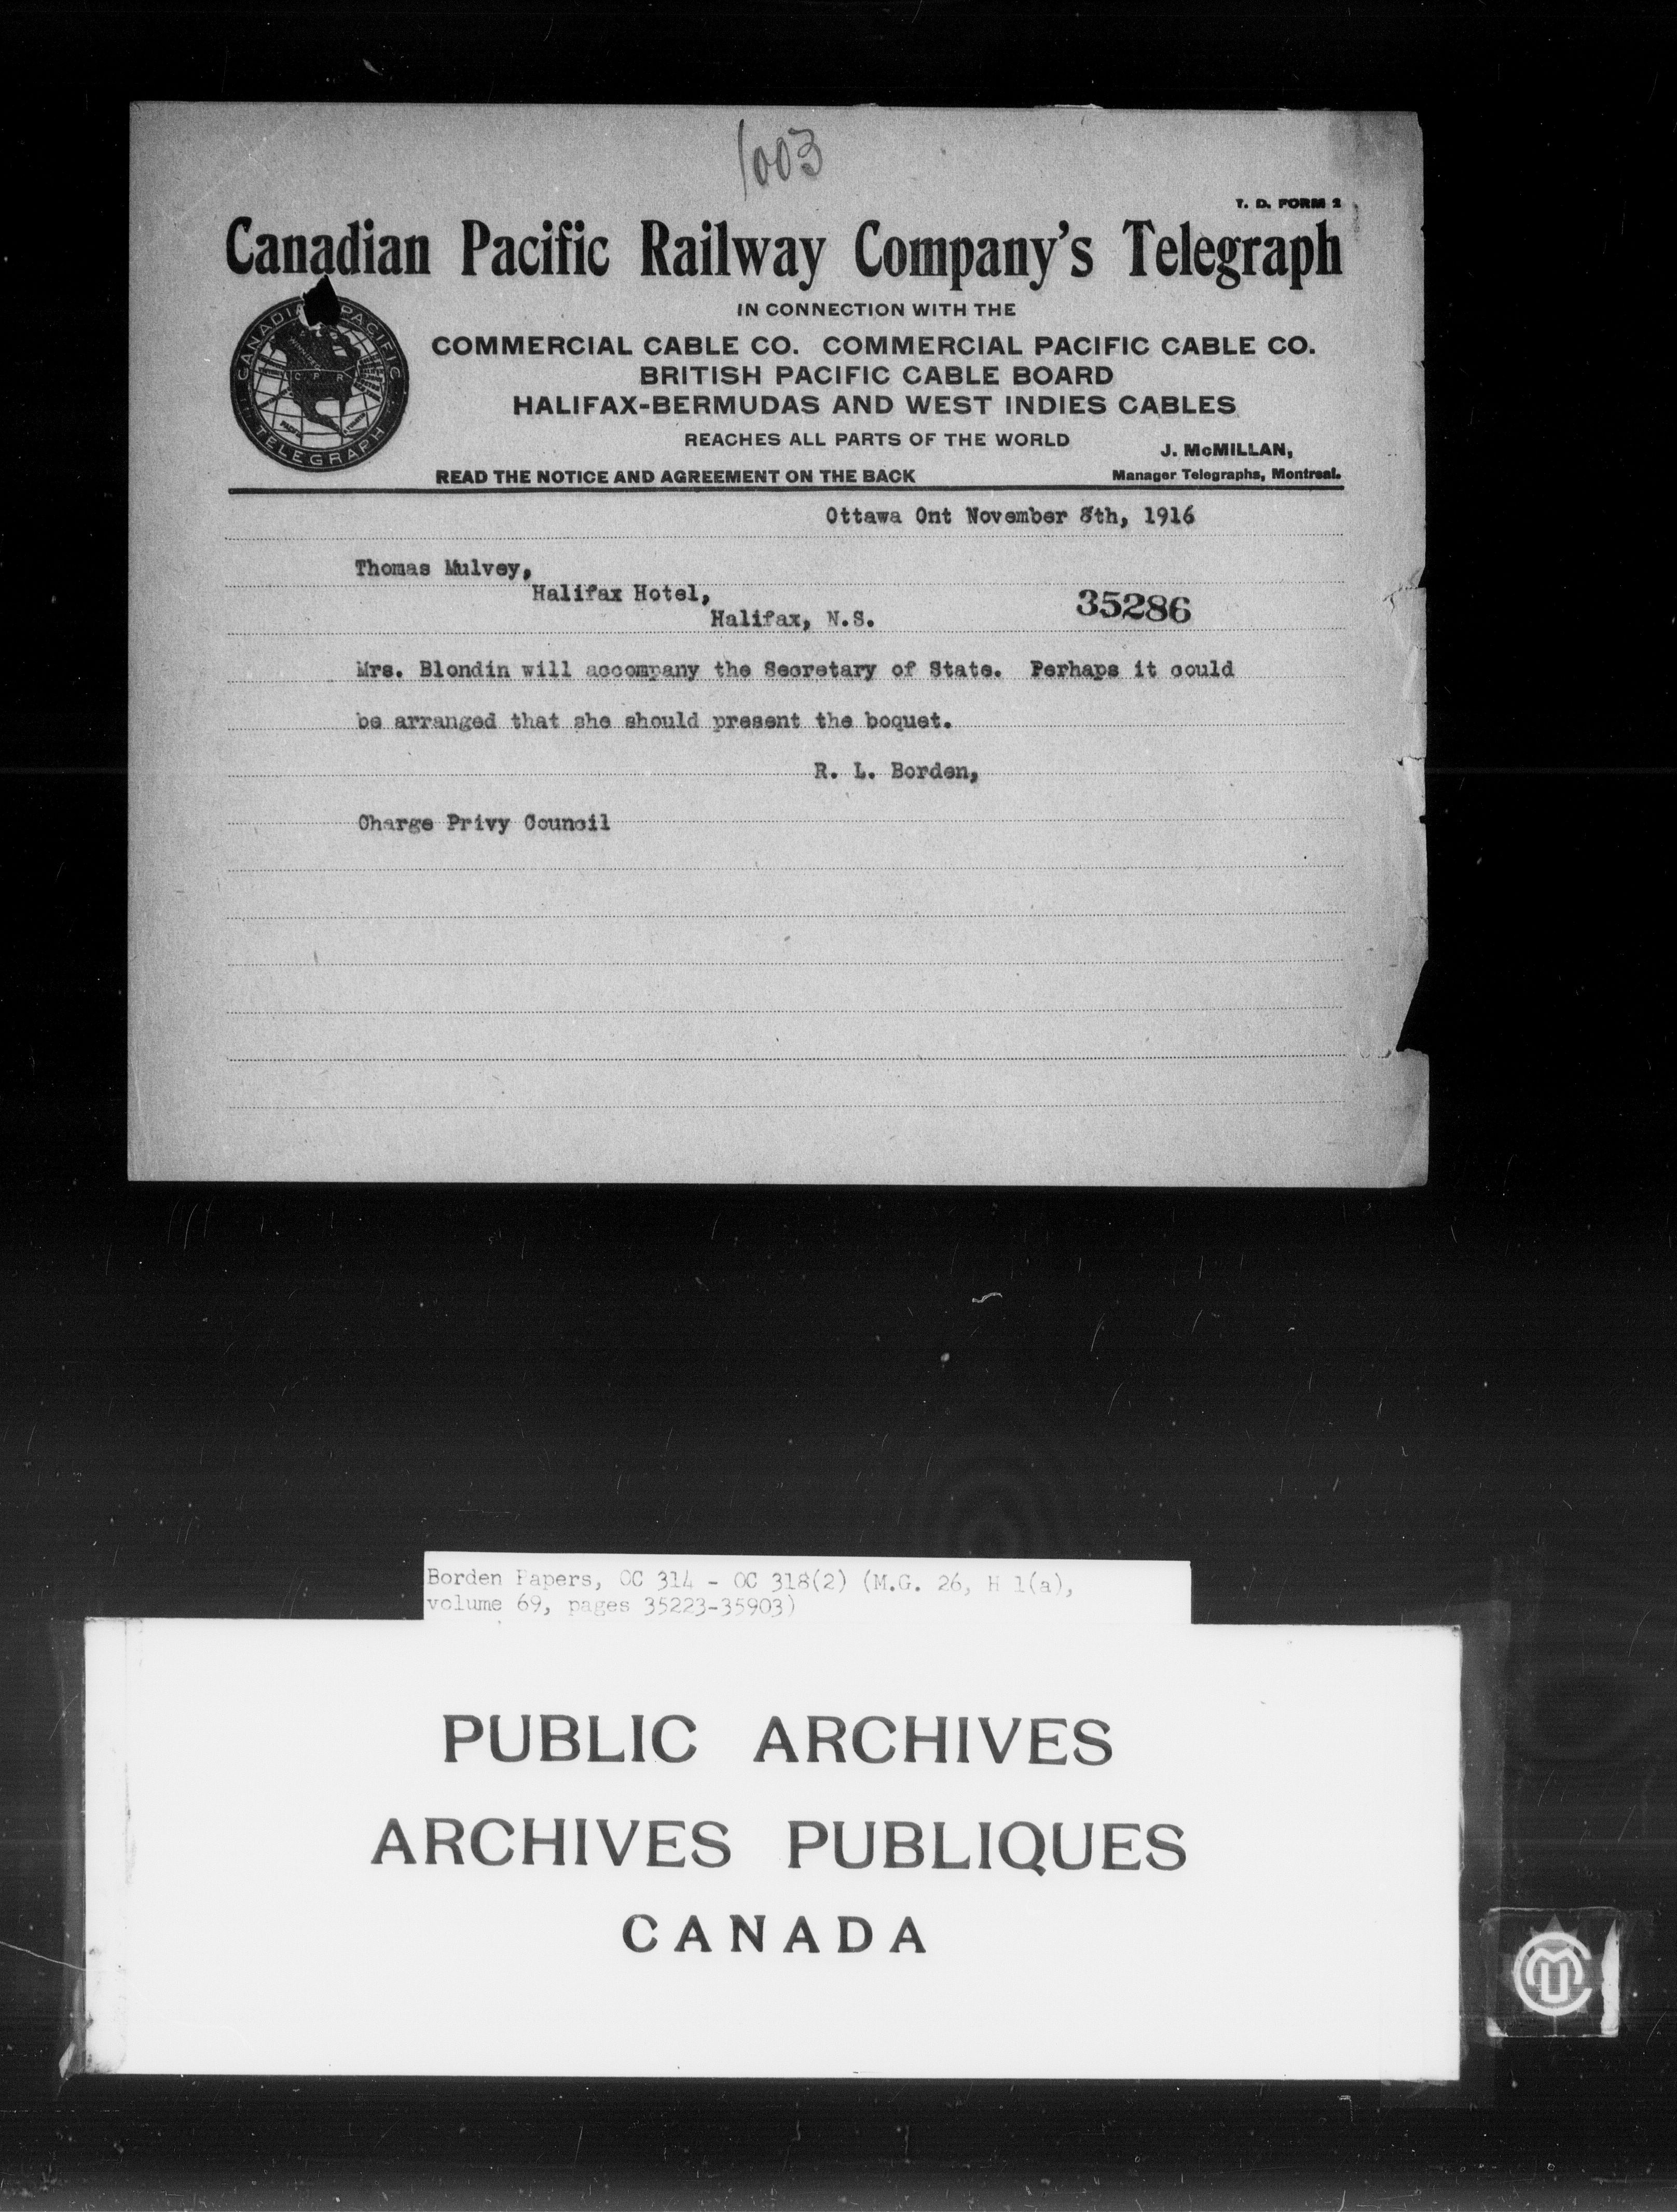 1003
T. D. FORM 2
Canadian Pacific Railway Company's Telegraph
IN CONNECTION WITH THE
COMMERCIAL CABLE CO. COMMERCIAL PACIFIC CABLE CO.
BRITISH PACIFIC CABLE BOARD
HALIFAX-BERMUDAS AND WEST INDIES CABLES
REACHES ALL PARTS OF THE WORLD
J. McMILLAN,
READ THE NOTICE AND AGREEMENT ON THE BACK
Manager Telegraphs, Montreal.
CANADIAN PACIFIC
C. P. R.
TELEGRAPH
Ottawa Ont November 8th, 1916
Thomas Mulvey,
Halifax Hotel,
35286
Halifax, N.S.
Mrs. Blondin will accompany the Secretary of State. Perhaps it could
be arranged that she should present the boquet.
R. L. Borden,
Charge Privy Council
Borden Papers, OC 314 - OC 318(2) (M.G. 26, H 1(a),
volume 69, pages 35223-35903)
PUBLIC ARCHIVES
ARCHIVES PUBLIQUES
CANADA